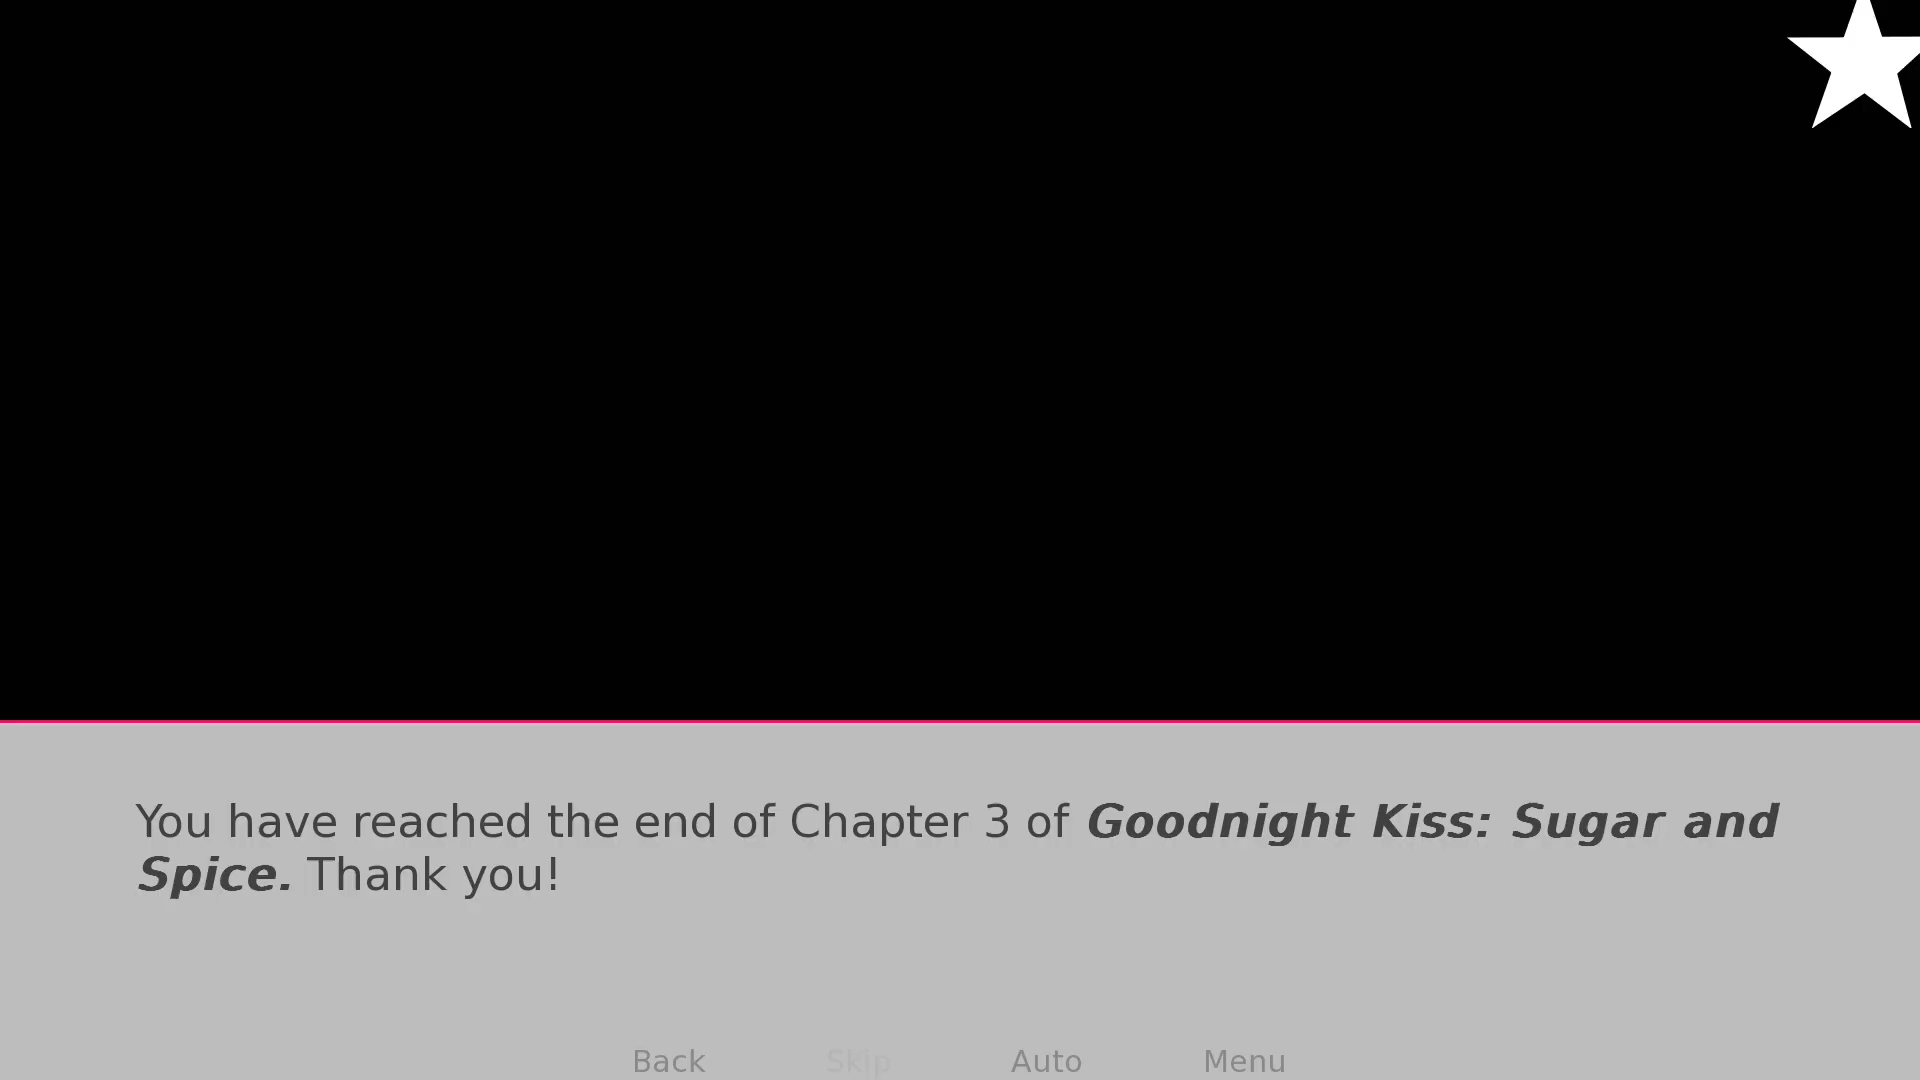 You have reached the end of Chapter 3 of Goodnight Kiss: Sugar and
Spice. Thank you!
Back Skip Auto Menu